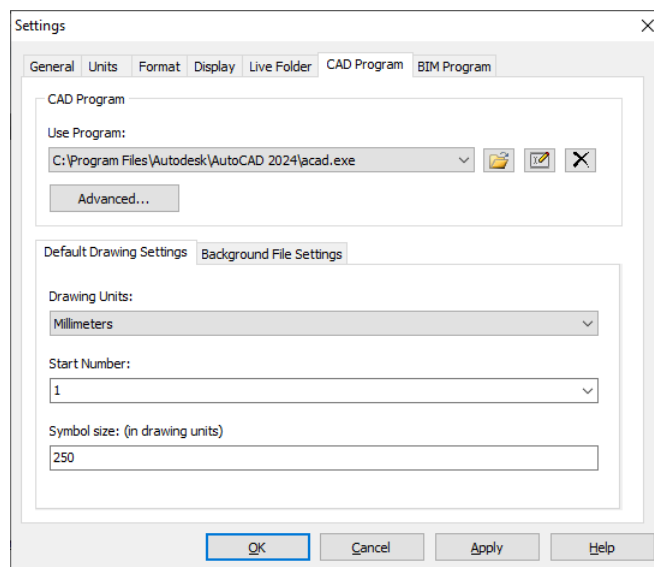 Settings
General Units Format Display Live Folder CAD Program BIM Program
CAD Program
Use Program:
C:\Program Files\Autodesk\AutoCAD 2024\acad.exe
Advanced...
Default Drawing Settings Background File Settings
Drawing Units:
Millimeters
Start Number:
1
Symbol size: (in drawing units)
250
OK Cancel Apply Help